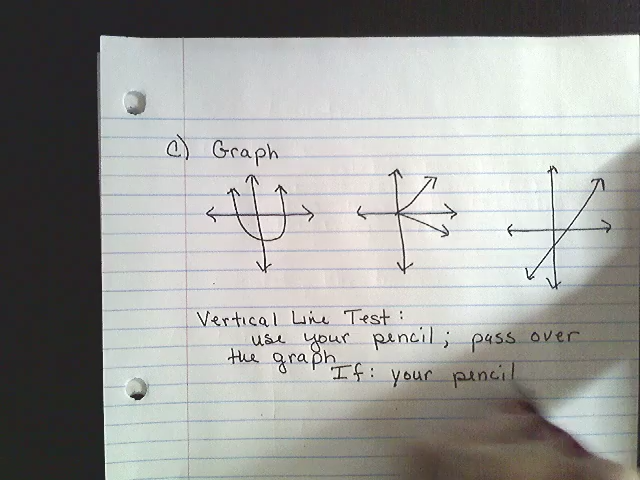 c) Graph
Vertical Line Test:
use your pencil; pass over
the graph
If: your pencil